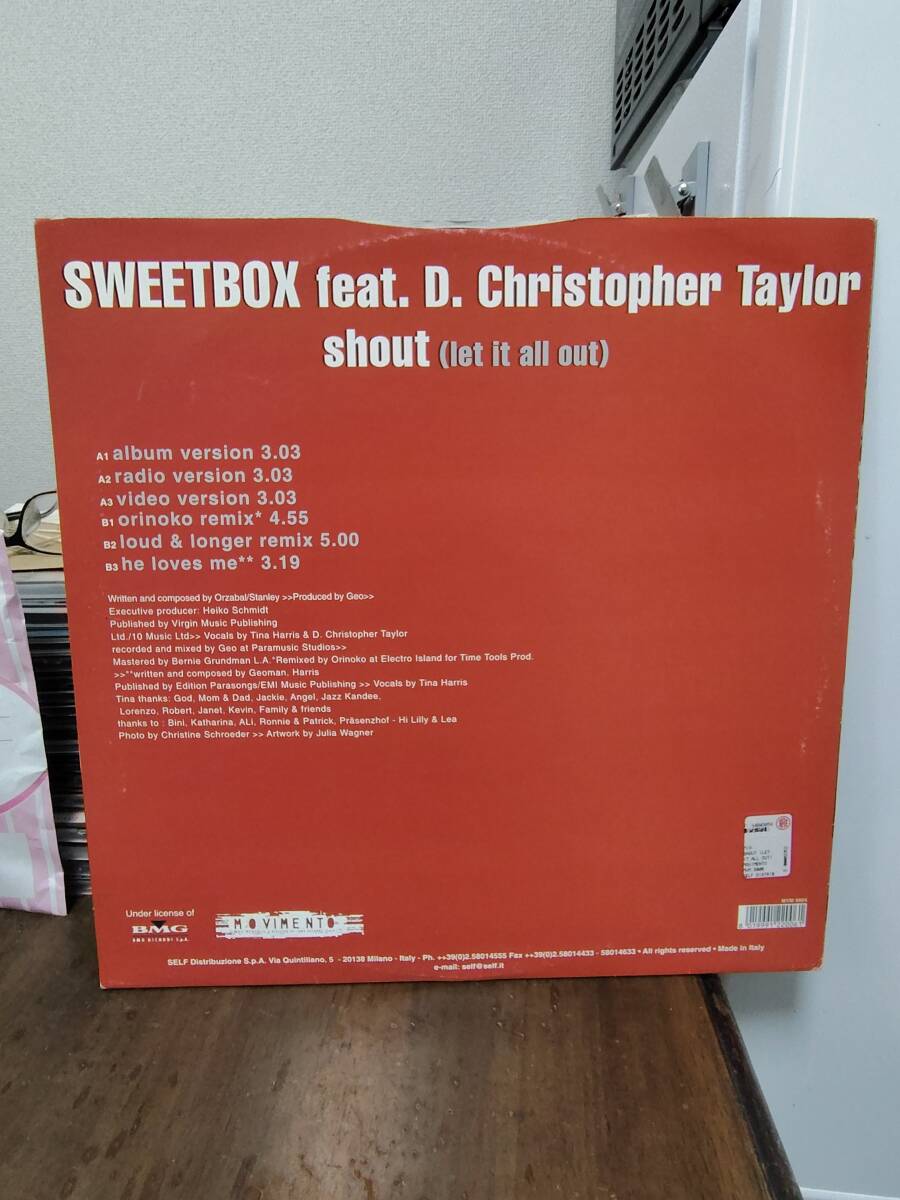 SWEETBOX feat. D. Christopher Taylor
shout (let it all out)
A1 album version 3.03
A2 radio version 3.03
A3 video version 3.03
B1 orinoko remix* 4.55
B2 loud & longer remix 5.00
B3 he loves me** 3.19
Written and composed by Orzabal/Stanley >>Produced by Geo>>
Executive producer: Heiko Schmidt
Published by Virgin Music Publishing
Ltd./10 Music Ltd>> Vocals by Tina Harris & D. Christopher Taylor
recorded and mixed by Geo at Paramusic Studios>>
Mastered by Bernie Grundman L.A.*Remixed by Orinoko at Electro Island for Time Tools Prod.
>>**written and composed by Geoman. Harris
Published by Edition Parasongs/EMI Music Publishing >> Vocals by Tina Harris
Tina thanks: God, Mom & Dad, Jackie, Angel, Jazz Kandee,
Lorenzo, Robert, Janet, Kevin, Family & friends
thanks to : Bini, Katharina, ALi, Ronnie & Patrick, Präsenzhof - Hi Lilly & Lea
Photo by Christine Schroeder >> Artwork by Julia Wagner
Under license of
BMG
BMG RICORDI S.p.A.
MOVIMENTO
SELF Distribuzione S.p.A. Via Quintiliano, 5 - 20138 Milano - Italy - Ph. ++39(0)2.58014555 Fax ++39(0)2.58014433 - 58014633 • All rights reserved • Made in Italy
e-mail: self@self.it